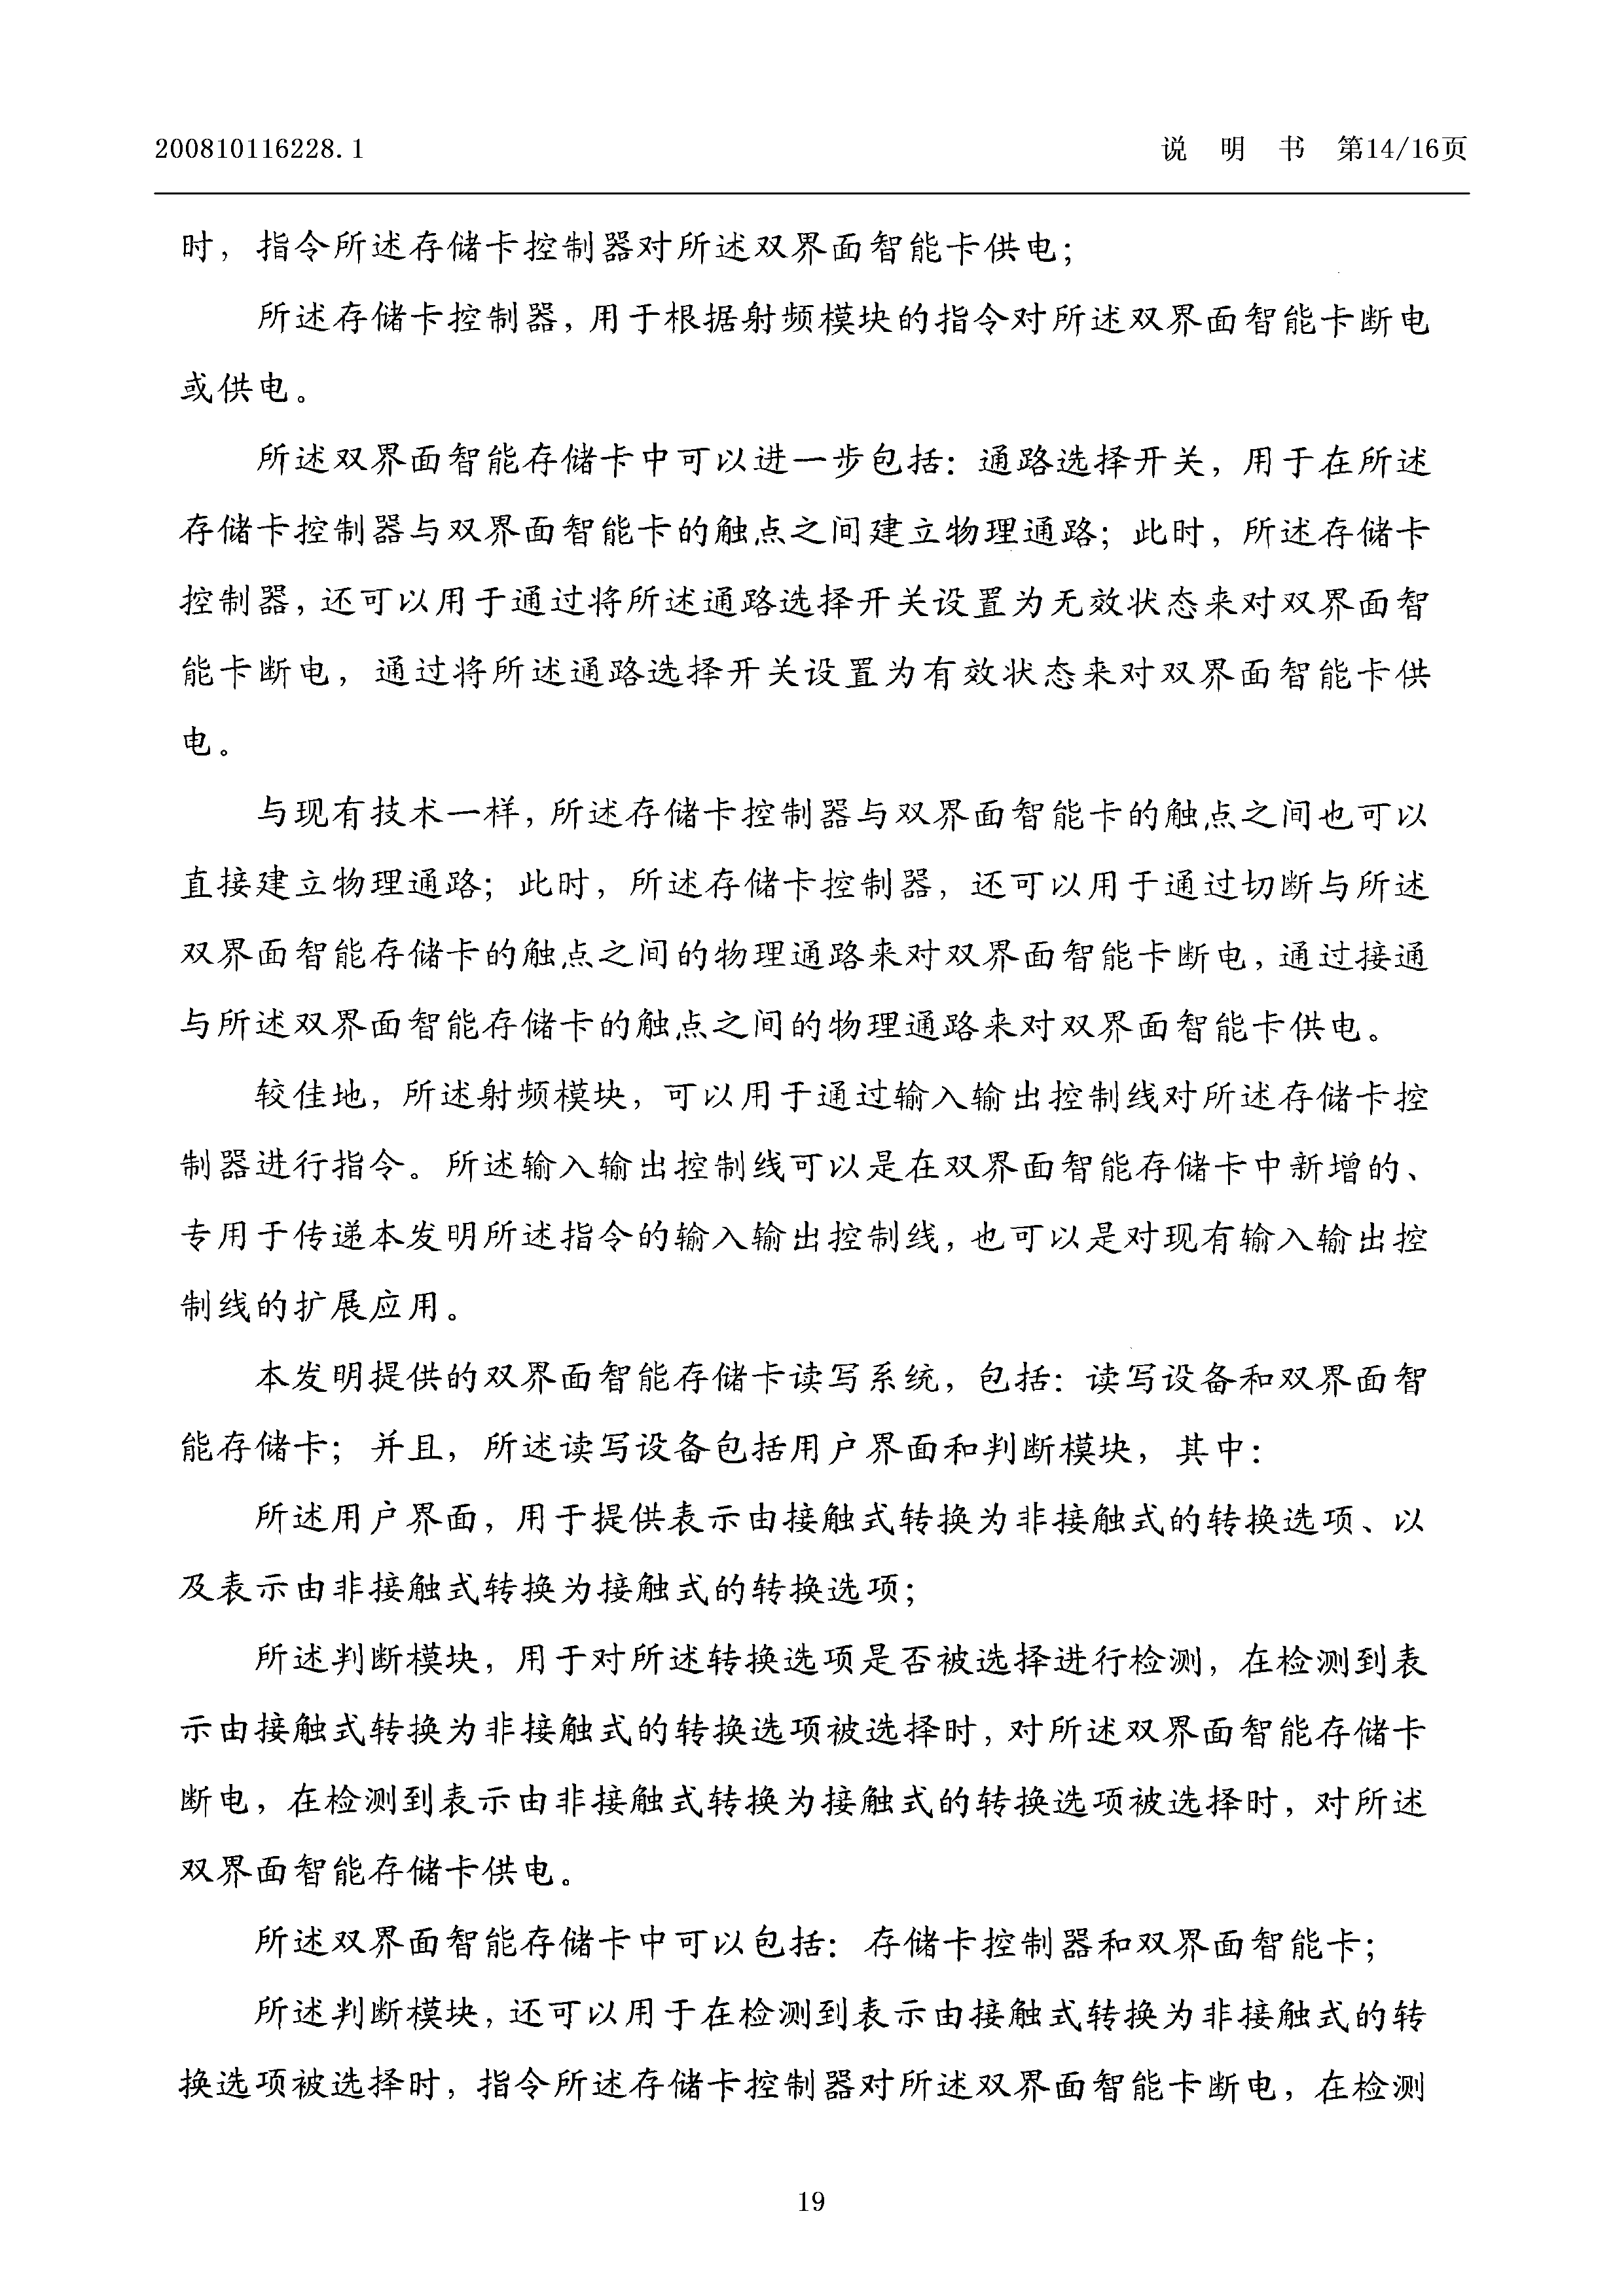 200810116228.1 说 明 书 第14/16页
时，指令所述存储卡控制器对所述双界面智能卡供电；
所述存储卡控制器，用于根据射频模块的指令对所述双界面智能卡断电
或供电。
所述双界面智能存储卡中可以进一步包括：通路选择开关，用于在所述
存储卡控制器与双界面智能卡的触点之间建立物理通路；此时，所述存储卡
控制器，还可以用于通过将所述通路选择开关设置为无效状态来对双界面智
能卡断电，通过将所述通路选择开关设置为有效状态来对双界面智能卡供
电。
与现有技术一样，所述存储卡控制器与双界面智能卡的触点之间也可以
直接建立物理通路；此时，所述存储卡控制器，还可以用于通过切断与所述
双界面智能存储卡的触点之间的物理通路来对双界面智能卡断电，通过接通
与所述双界面智能存储卡的触点之间的物理通路来对双界面智能卡供电。
较佳地，所述射频模块，可以用于通过输入输出控制线对所述存储卡控
制器进行指令。所述输入输出控制线可以是在双界面智能存储卡中新增的、
专用于传递本发明所述指令的输入输出控制线，也可以是对现有输入输出控
制线的扩展应用。
本发明提供的双界面智能存储卡读写系统，包括：读写设备和双界面智
能存储卡；并且，所述读写设备包括用户界面和判断模块，其中：
所述用户界面，用于提供表示由接触式转换为非接触式的转换选项、以
及表示由非接触式转换为接触式的转换选项；
所述判断模块，用于对所述转换选项是否被选择进行检测，在检测到表
示由接触式转换为非接触式的转换选项被选择时，对所述双界面智能存储卡
断电，在检测到表示由非接触式转换为接触式的转换选项被选择时，对所述
双界面智能存储卡供电。
所述双界面智能存储卡中可以包括：存储卡控制器和双界面智能卡；
所述判断模块，还可以用于在检测到表示由接触式转换为非接触式的转
换选项被选择时，指令所述存储卡控制器对所述双界面智能卡断电，在检测
19